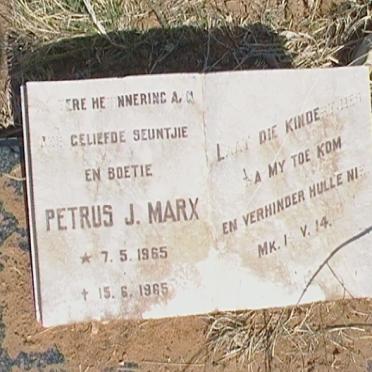 HERINNERING AAN
GELIEFDE SEUNTJIE
EN BOETIE
PETRUS J. MARX
* 7. 5. 1965
† 15. 6. 1965
LAAT DIE KINDERTJIES
NA MY TOE KOM
EN VERHINDER HULLE NIE
MK. V. 14.